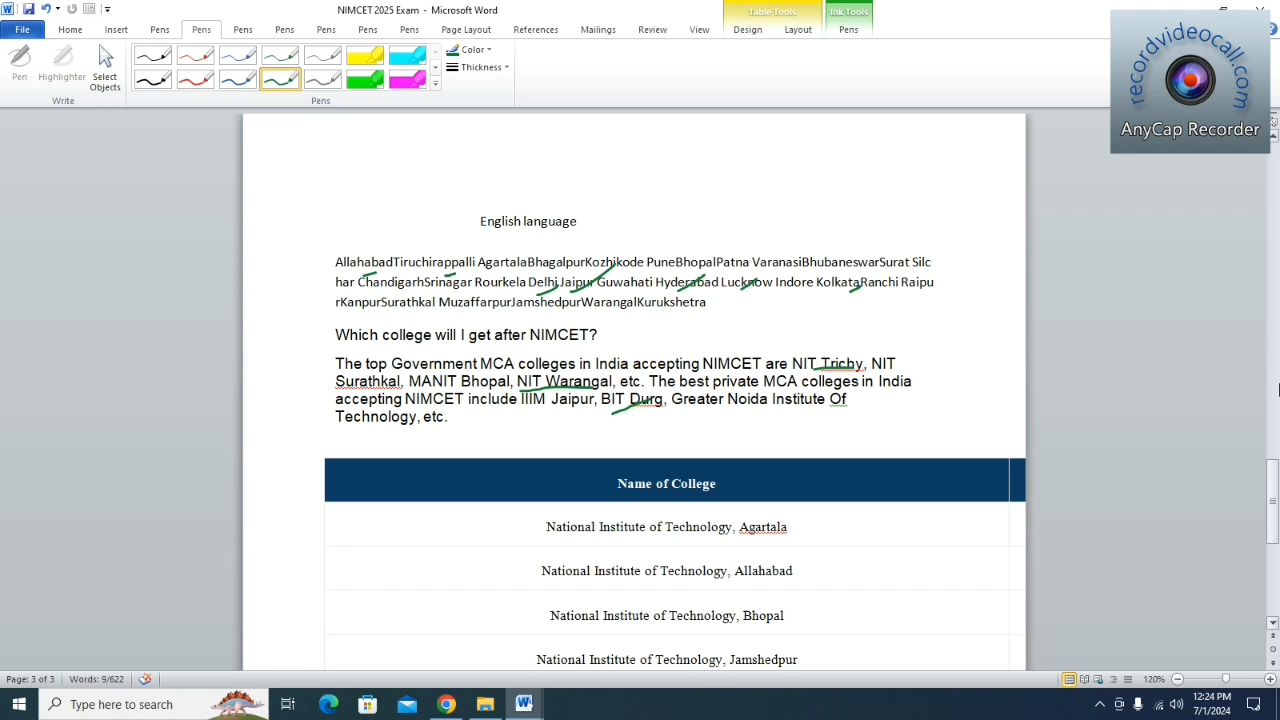 NIMCET 2025 Exam - Microsoft Word
Table Tools
Ink Tools
File Home Insert Pens Pens Pens Pens Pens Pens Page Layout References Mailings Review View Design Layout Pens
Pen Highlighter Select Objects
Color
Thickness
Write
Pens
recordvideocall.com
AnyCap Recorder
English language
AllahabadTiruchirappalli AgartalaBhagalpurKozhikode PuneBhopalPatna VaranasiBhubaneswarSurat Silc
har ChandigarhSrinagar Rourkela Delhi Jaipur Guwahati Hyderabad Lucknow Indore KolkataRanchi Raipu
rKanpurSurathkal MuzaffarpurJamshedpurWarangalKurukshetra
Which college will I get after NIMCET?
The top Government MCA colleges in India accepting NIMCET are NIT Trichy, NIT
Surathkal, MANIT Bhopal, NIT Warangal, etc. The best private MCA colleges in India
accepting NIMCET include IIIM Jaipur, BIT Durg, Greater Noida Institute Of
Technology, etc.
Name of College
National Institute of Technology, Agartala
National Institute of Technology, Allahabad
National Institute of Technology, Bhopal
National Institute of Technology, Jamshedpur
Page: 3 of 3 Words: 9/622 120%
Type here to search
12:24 PM
7/1/2024